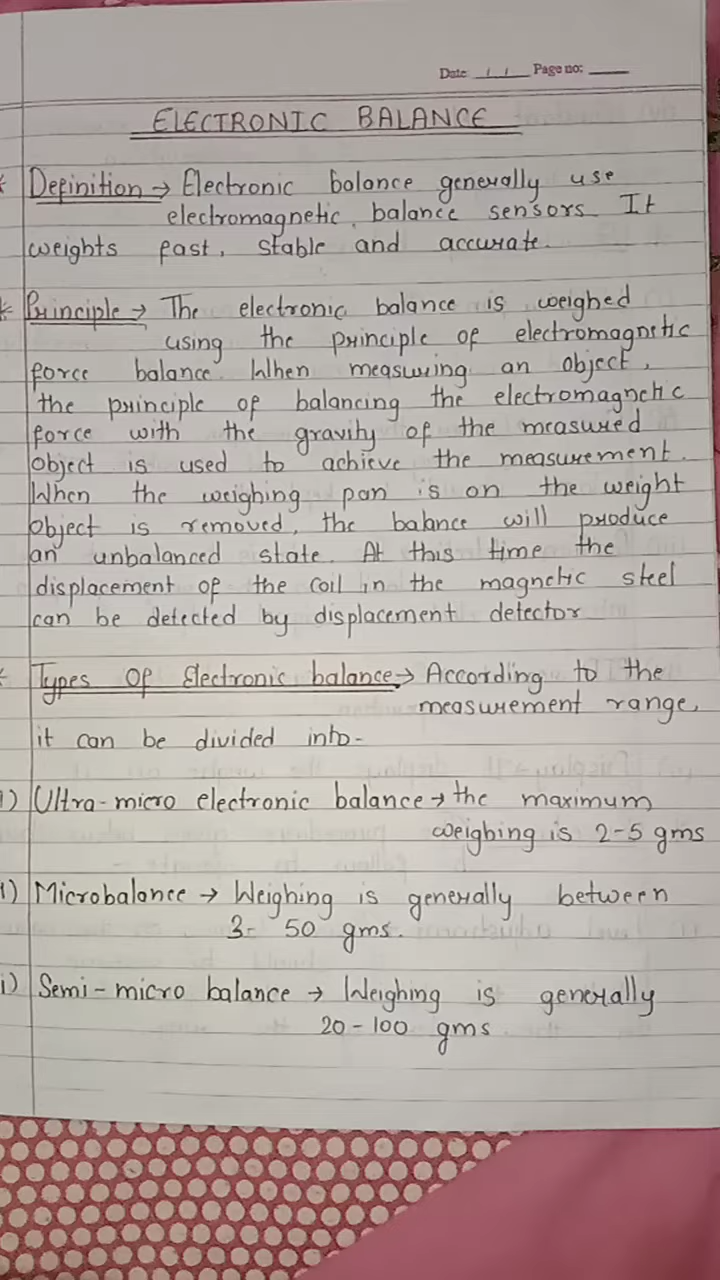 Date / / Page no:
ELECTRONIC BALANCE
Definition → Electronic bolance generally use
electromagnetic balance sensors. It
weights fast, stable and accurate.
Principle → The electronic balance is weighed
using the principle of electromagnetic
force balance. When measuring an object,
the principle of balancing the electromagnetic
force with the gravity of the measured
object is used to achieve the measurement.
When the weighing pan is on the weight
object is removed, the balance will produce
an unbalanced state. At this time the
displacement of the coil in the magnetic steel
can be detected by displacement detector
Types Of Electronic balance → According to the
measurement range,
it can be divided into-
i) Ultra-micro electronic balance → the maximum
weighing is 2-5 gms
i) Microbalance → Weighing is generally between
3- 50 gms.
i) Semi-micro balance → Weighing is generally
20-100 gms